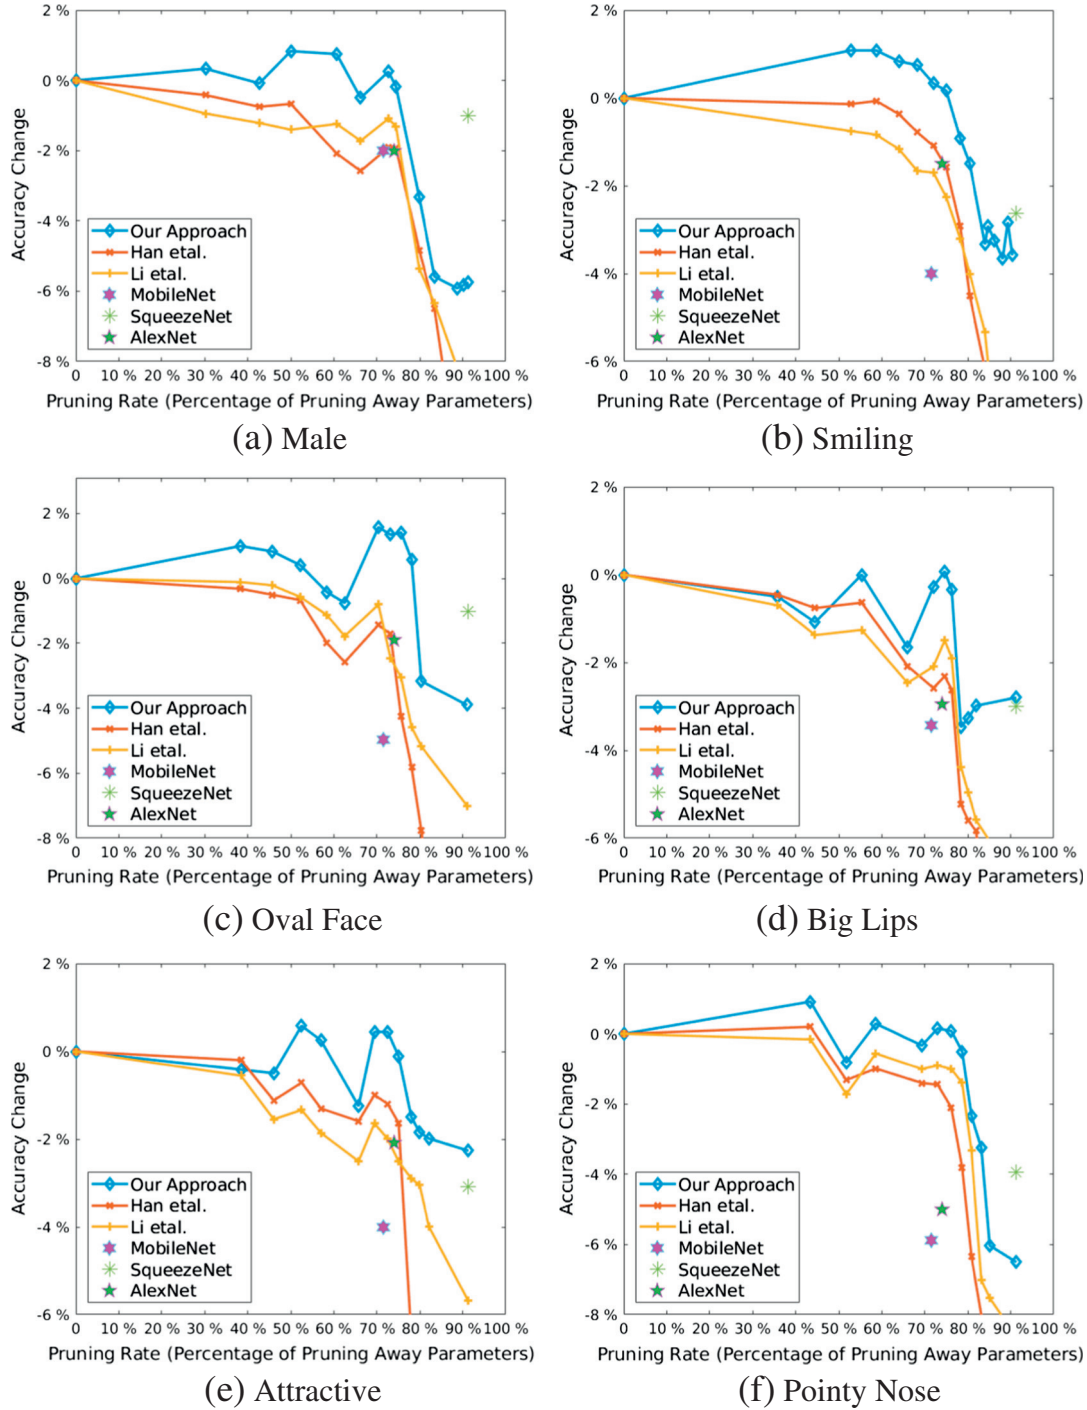 2 %
0 %
-2 %
-4 %
-6 %
-8 %
Accuracy Change
Our Approach
Han etal.
Li etal.
MobileNet
SqueezeNet
AlexNet
0 10 % 20 % 30 % 40 % 50 % 60 % 70 % 80 % 90 % 100 %
Pruning Rate (Percentage of Pruning Away Parameters)
(a) Male
2 %
0 %
-2 %
-4 %
-6 %
Accuracy Change
Our Approach
Han etal.
Li etal.
MobileNet
SqueezeNet
AlexNet
0 10 % 20 % 30 % 40 % 50 % 60 % 70 % 80 % 90 % 100 %
Pruning Rate (Percentage of Pruning Away Parameters)
(b) Smiling
2 %
0 %
-2 %
-4 %
-6 %
-8 %
Accuracy Change
Our Approach
Han etal.
Li etal.
MobileNet
SqueezeNet
AlexNet
0 10 % 20 % 30 % 40 % 50 % 60 % 70 % 80 % 90 % 100 %
Pruning Rate (Percentage of Pruning Away Parameters)
(c) Oval Face
2 %
0 %
-2 %
-4 %
-6 %
Accuracy Change
Our Approach
Han etal.
Li etal.
MobileNet
SqueezeNet
AlexNet
0 10 % 20 % 30 % 40 % 50 % 60 % 70 % 80 % 90 % 100 %
Pruning Rate (Percentage of Pruning Away Parameters)
(d) Big Lips
2 %
0 %
-2 %
-4 %
-6 %
Accuracy Change
Our Approach
Han etal.
Li etal.
MobileNet
SqueezeNet
AlexNet
0 10 % 20 % 30 % 40 % 50 % 60 % 70 % 80 % 90 % 100 %
Pruning Rate (Percentage of Pruning Away Parameters)
(e) Attractive
2 %
0 %
-2 %
-4 %
-6 %
-8 %
Accuracy Change
Our Approach
Han etal.
Li etal.
MobileNet
SqueezeNet
AlexNet
0 10 % 20 % 30 % 40 % 50 % 60 % 70 % 80 % 90 % 100 %
Pruning Rate (Percentage of Pruning Away Parameters)
(f) Pointy Nose